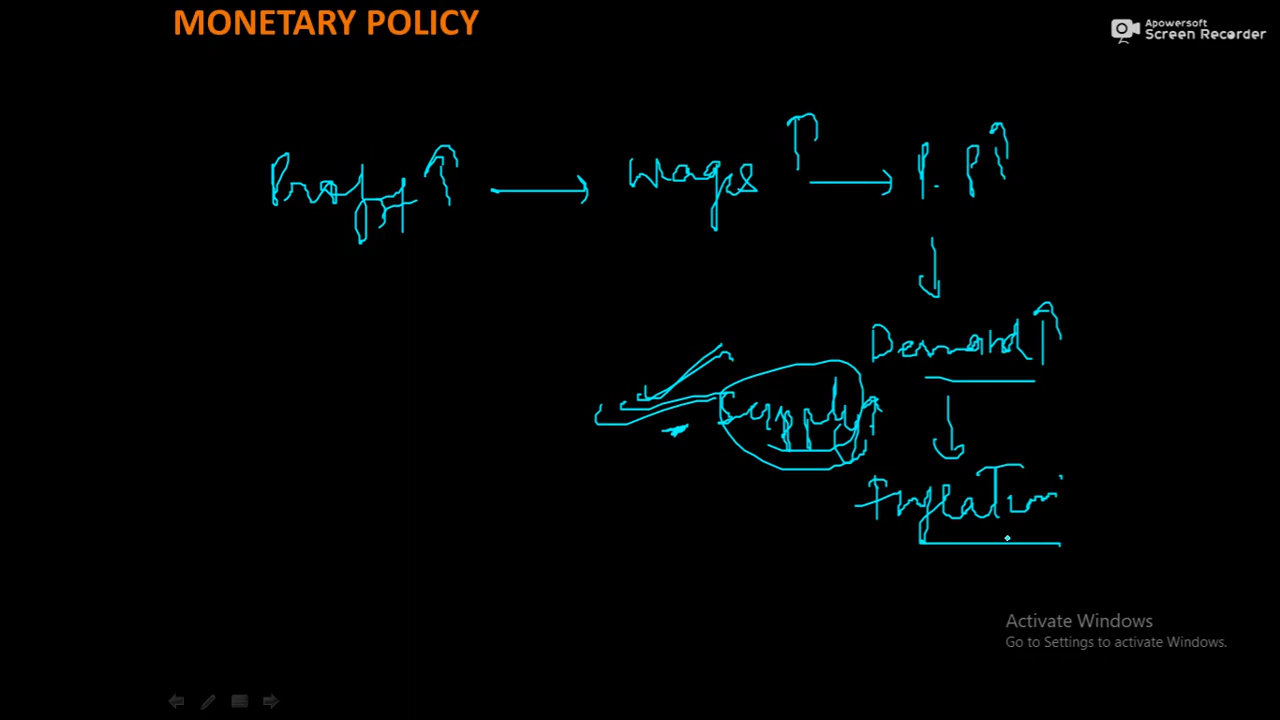 MONETARY POLICY
Apowersoft
Screen Recorder
Profit ↑ → Wages ↑ → P.P ↑
↓
Demand ↑
Supply
↓
Inflation
Activate Windows
Go to Settings to activate Windows.